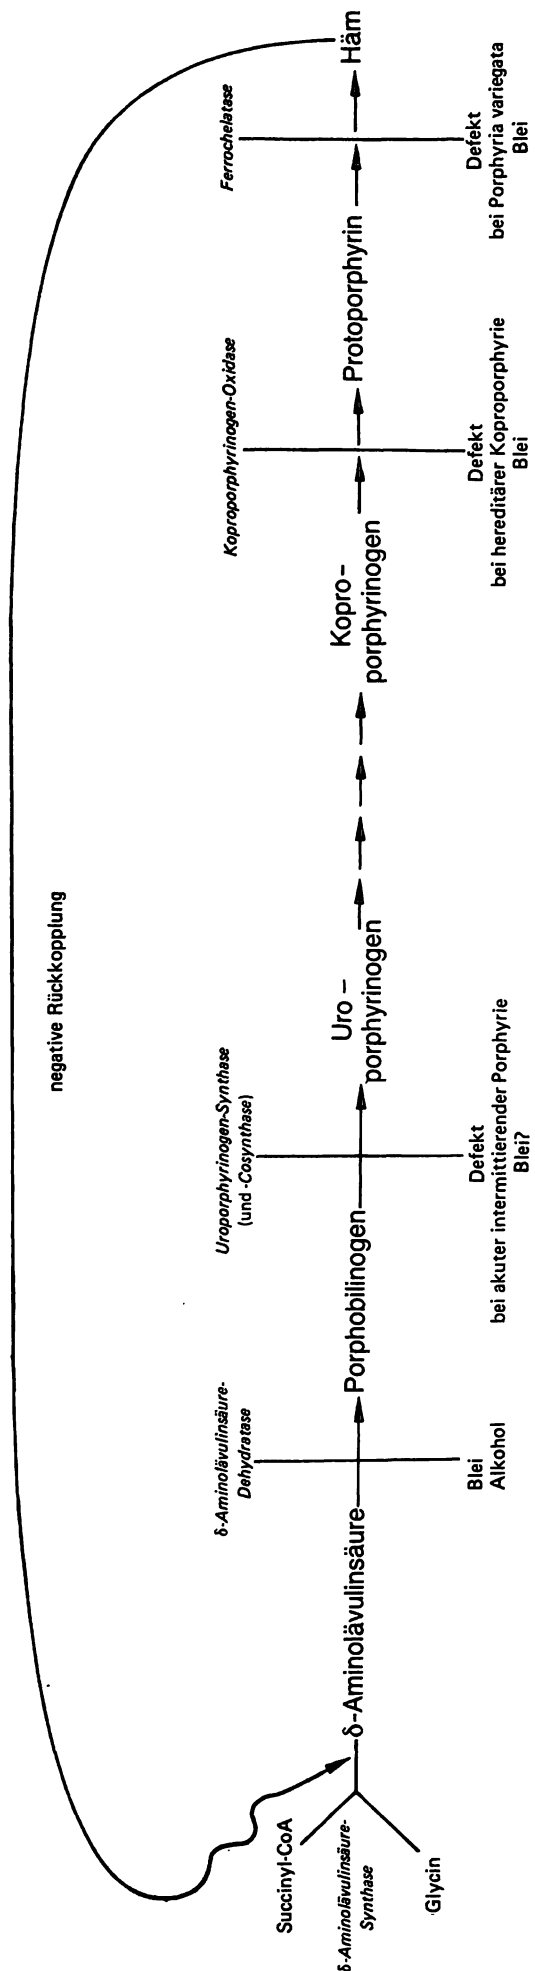 negative Rückkopplung
Succinyl-CoA
δ-Aminolävulinsäure-
Synthase
Glycin
δ-Aminolävulinsäure
δ-Aminolävulinsäure-
Dehydratase
Blei
Alkohol
Porphobilinogen
Uroporphyrinogen-Synthase
(und -Cosynthase)
Defekt
bei akuter intermittierender Porphyrie
Blei?
Uro–
porphyrinogen
Kopro–
porphyrinogen
Koproporphyrinogen-Oxidase
Defekt
bei hereditärer Koproporphyrie
Blei
Protoporphyrin
Ferrochelatase
Defekt
bei Porphyria variegata
Blei
Häm